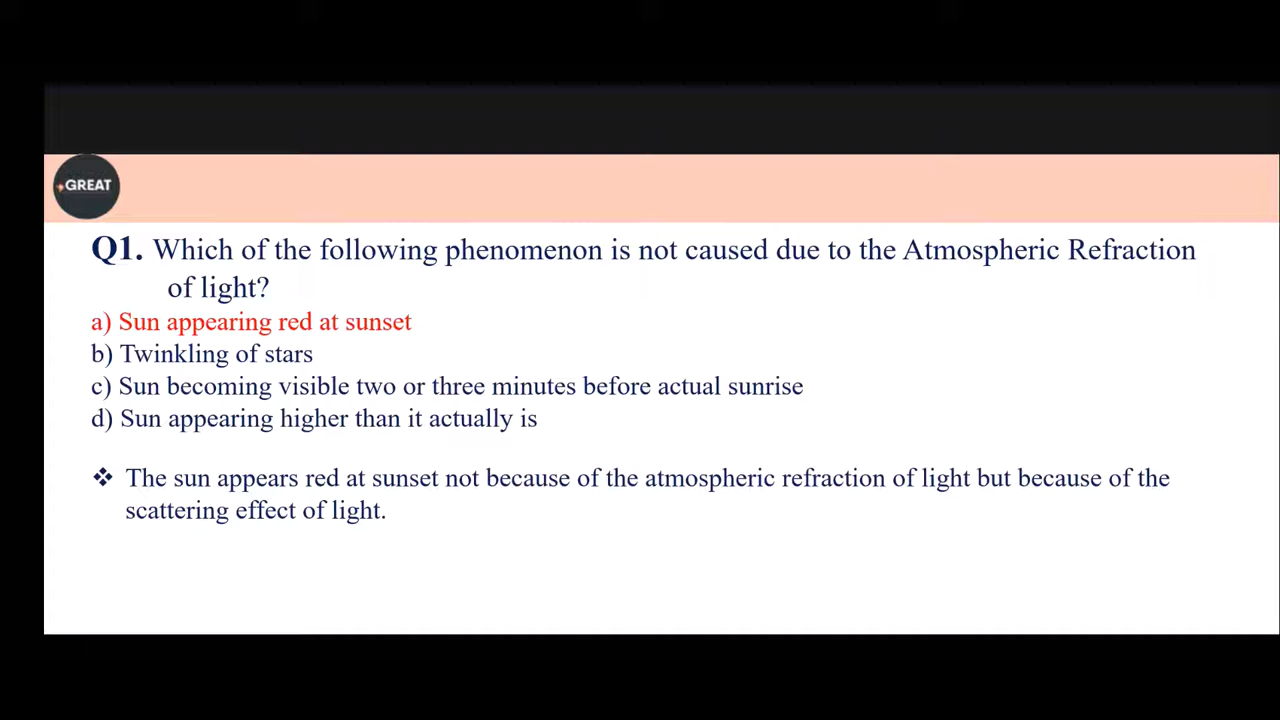 GREAT
Q1. Which of the following phenomenon is not caused due to the Atmospheric Refraction
of light?
a) Sun appearing red at sunset
b) Twinkling of stars
c) Sun becoming visible two or three minutes before actual sunrise
d) Sun appearing higher than it actually is
❖ The sun appears red at sunset not because of the atmospheric refraction of light but because of the
scattering effect of light.